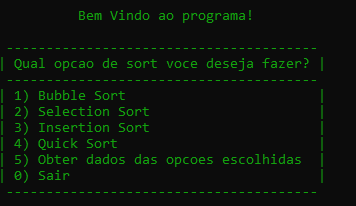 Bem Vindo ao programa!
---------------------------------------
| Qual opcao de sort voce deseja fazer? |
---------------------------------------
| 1) Bubble Sort |
| 2) Selection Sort |
| 3) Insertion Sort |
| 4) Quick Sort |
| 5) Obter dados das opcoes escolhidas |
| 0) Sair |
---------------------------------------